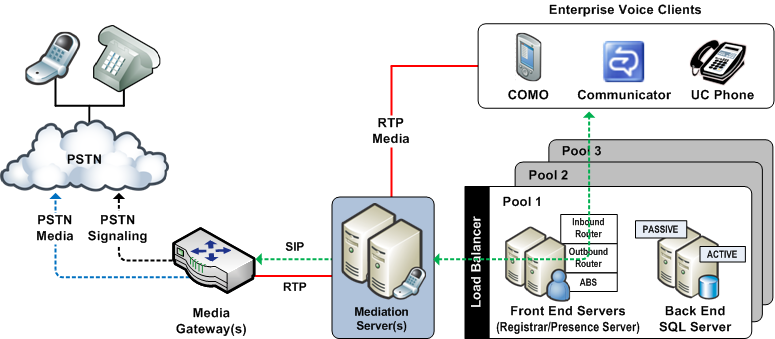 Enterprise Voice Clients
COMO
Communicator
UC Phone
RTP
Media
PSTN
Pool 3
Pool 2
Pool 1
PSTN
Media
PSTN
Signaling
SIP
RTP
Media
Gateway(s)
Mediation
Server(s)
Load Balancer
Inbound
Router
Outbound
Router
ABS
Front End Servers
(Registrar/Presence Server)
PASSIVE
ACTIVE
Back End
SQL Server